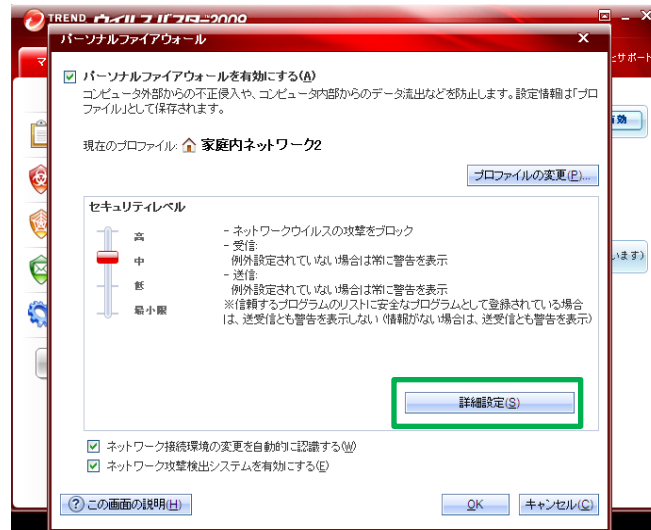 TREND ウイルスバスター2009
パーソナルファイアウォール
マ
とサポート
パーソナルファイアウォールを有効にする(A)
コンピュータ外部からの不正侵入や、コンピュータ内部からのデータ流出などを防止します。設定情報は「プロ
ファイル」として保存されます。
効
現在のプロファイル: 家庭内ネットワーク2
プロファイルの変更(P)...
セキュリティレベル
高
中
低
最小限
- ネットワークウイルスの攻撃をブロック
- 受信:
例外設定されていない場合は常に警告を表示
- 送信:
例外設定されていない場合は常に警告を表示
※(信頼するプログラムのリストに安全なプログラムとして登録されている場合
は、送受信とも警告を表示しない (情報がない場合は、送受信とも警告を表示)
います)
詳細設定(S)
ネットワーク接続環境の変更を自動的に認識する(W)
ネットワーク攻撃検出システムを有効にする(E)
この画面の説明(H)
OK
キャンセル(C)